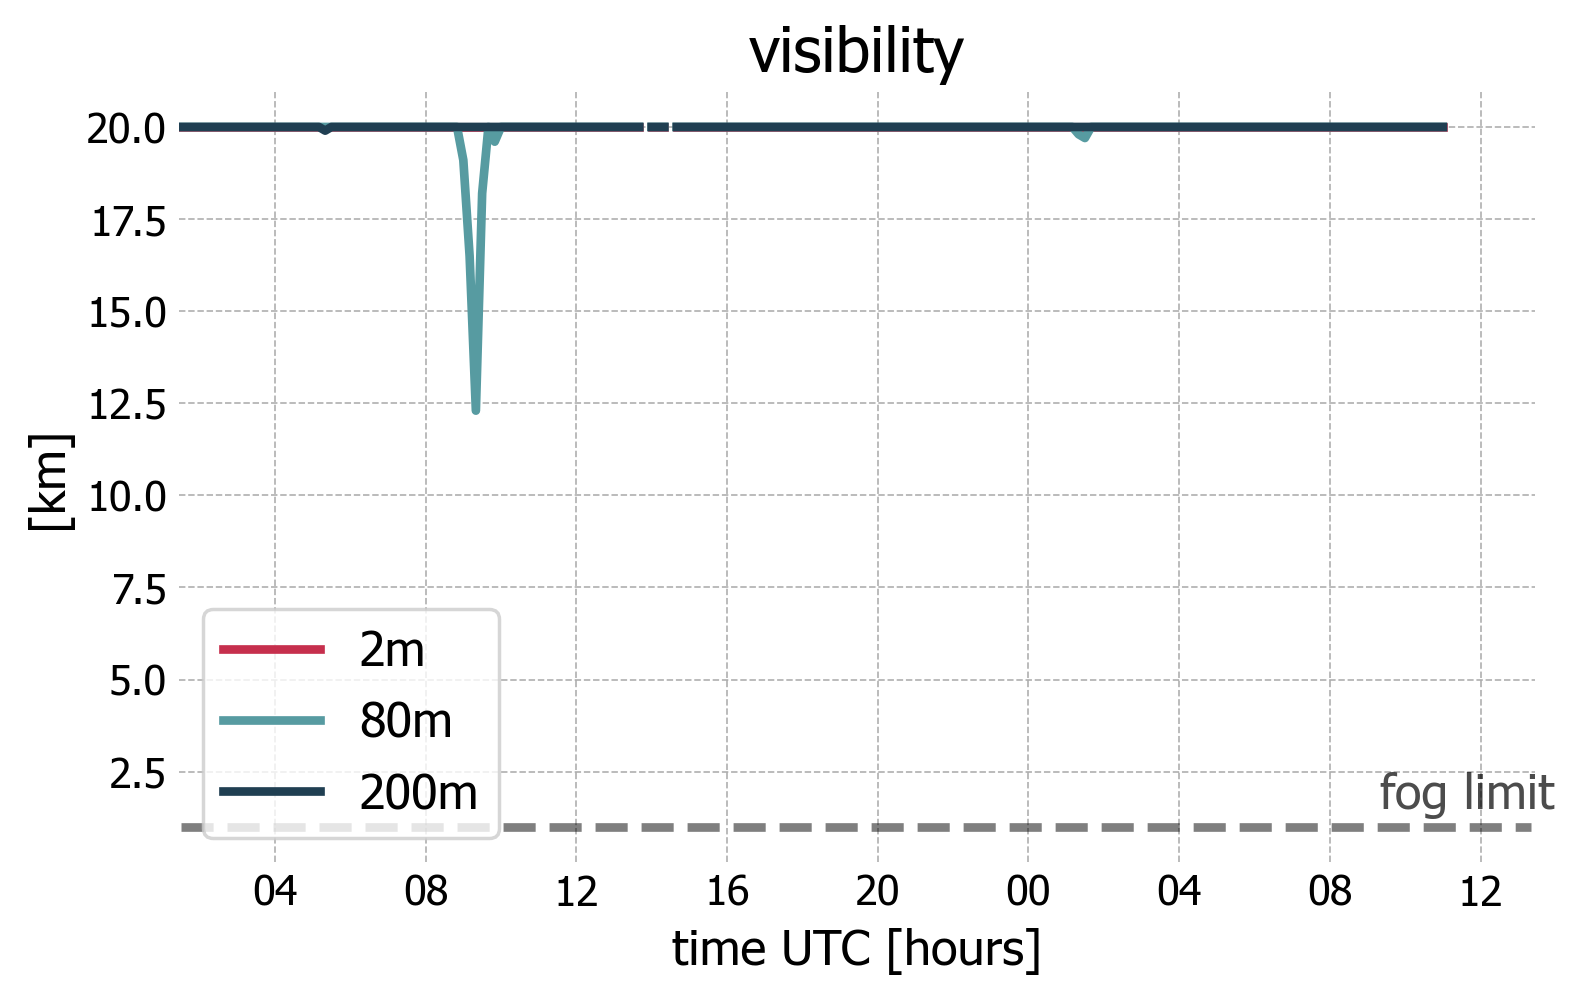 visibility
20.0
17.5
15.0
12.5
10.0
7.5
5.0
2.5
[km]
2m
80m
200m
fog limit
04 08 12 16 20 00 04 08 12
time UTC [hours]